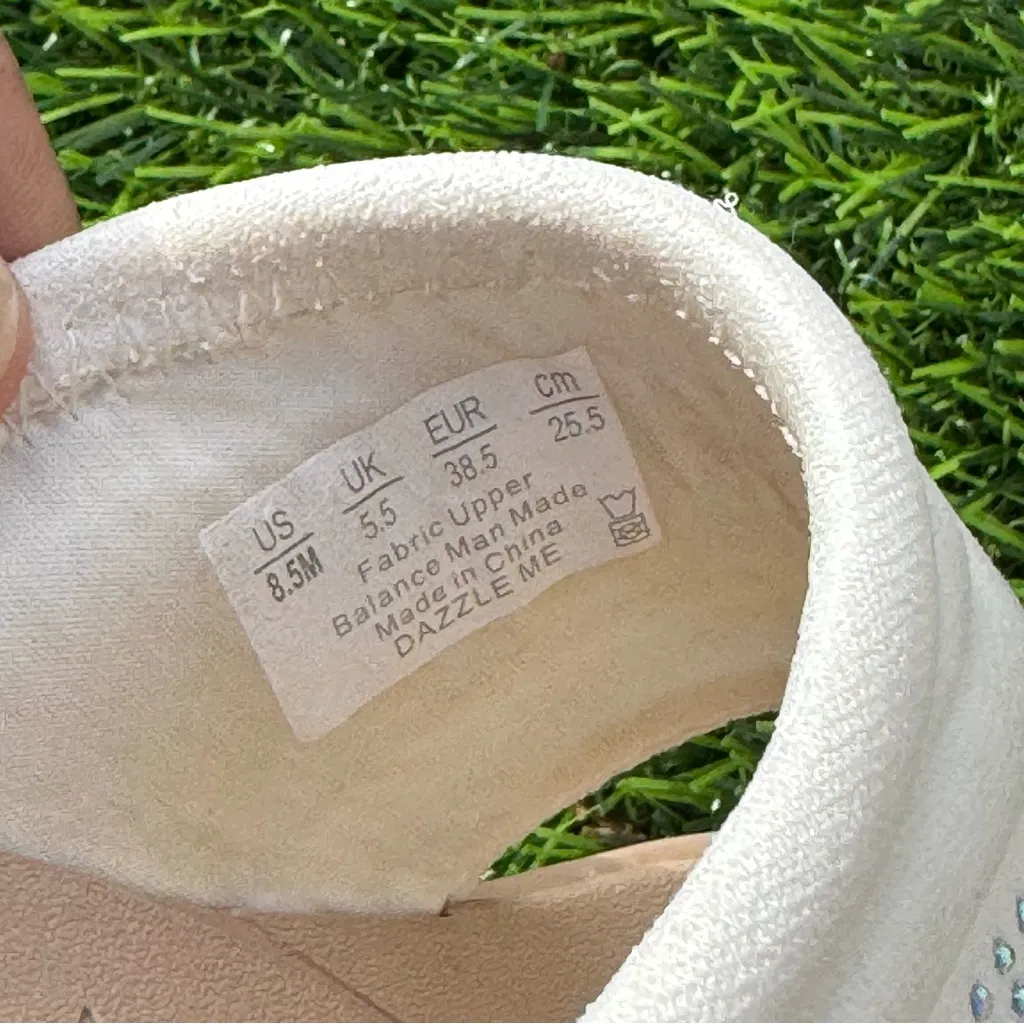 US UK EUR cm
8.5M 5.5 38.5 25.5
Fabric Upper
Balance Man Made
Made in China
DAZZLE ME